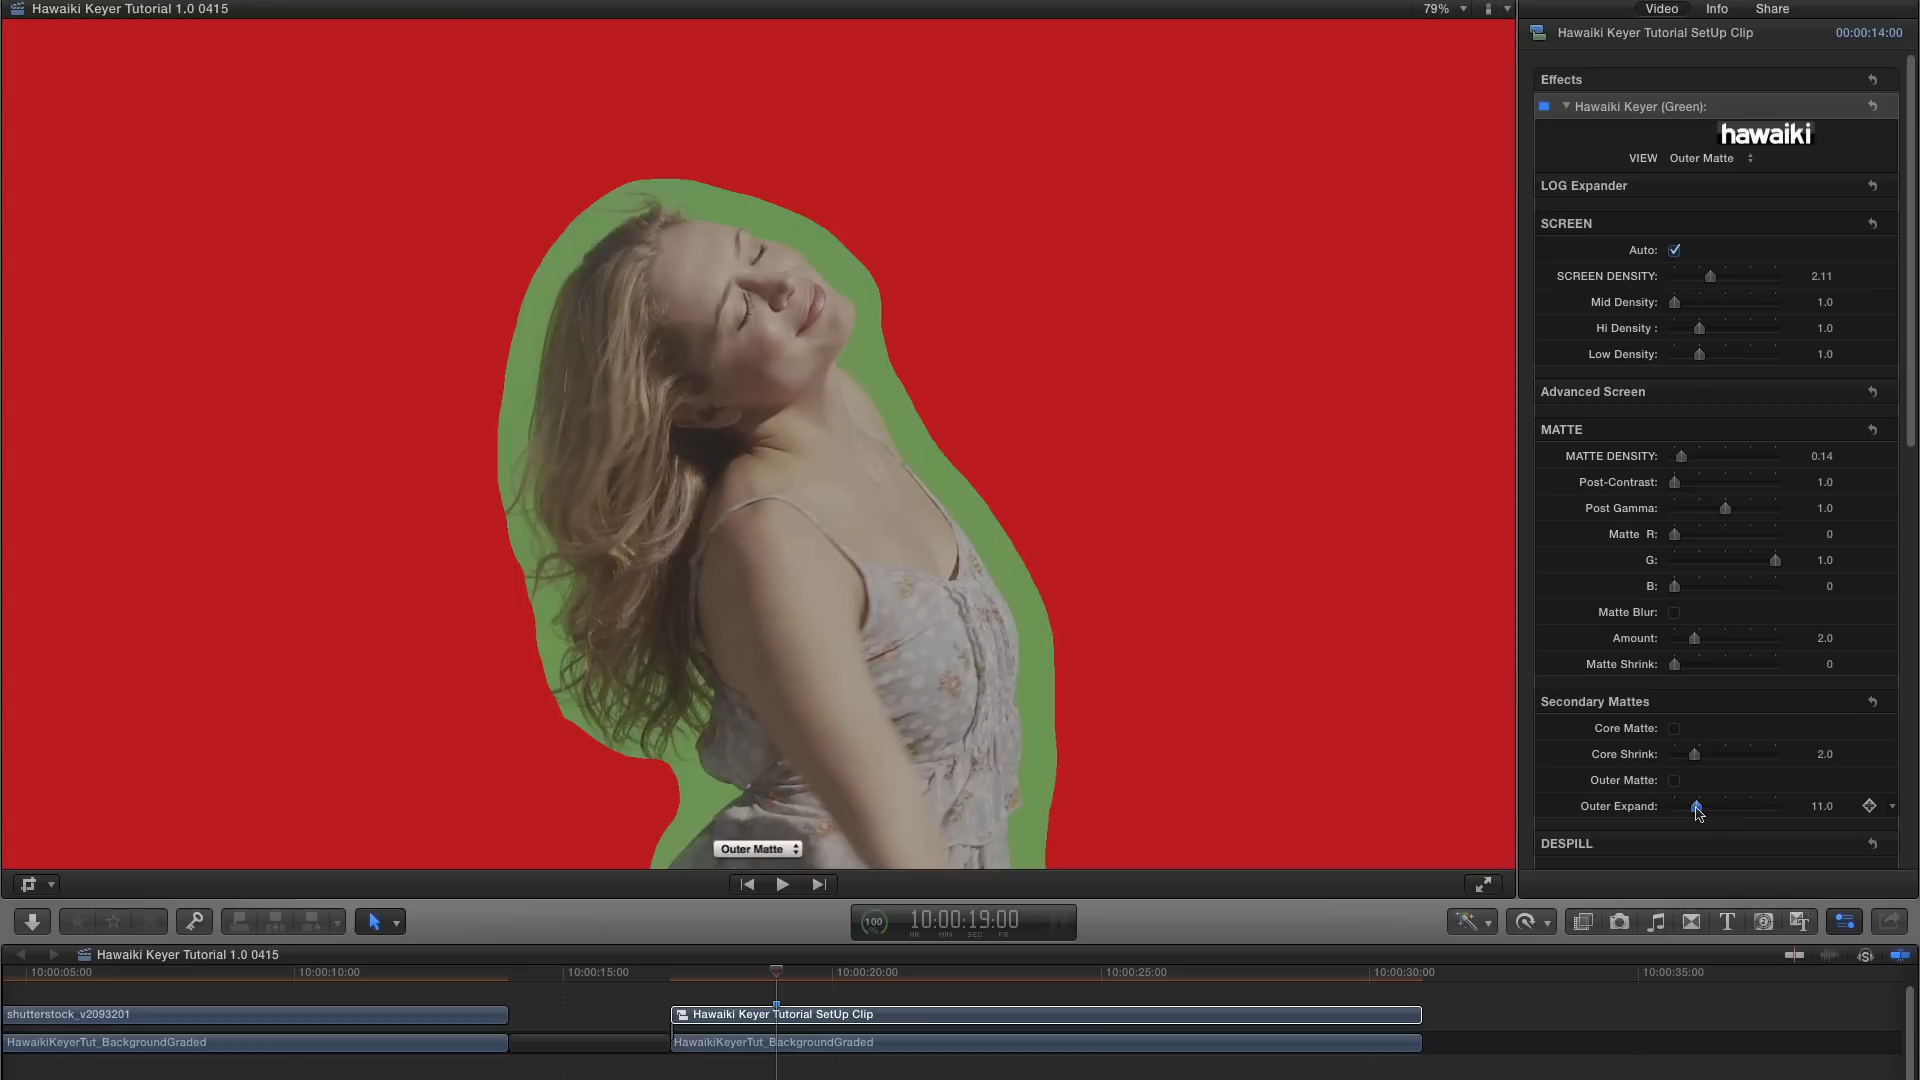 Hawaiki Keyer Tutorial 1.0 0415
79%
Video Info Share
Hawaiki Keyer Tutorial SetUp Clip 00:00:14:00
Effects
Hawaiki Keyer (Green):
hawaiki
VIEW Outer Matte
LOG Expander
SCREEN
Auto:
SCREEN DENSITY: 2.11
Mid Density: 1.0
Hi Density : 1.0
Low Density: 1.0
Advanced Screen
MATTE
MATTE DENSITY: 0.14
Post-Contrast: 1.0
Post Gamma: 1.0
Matte R: 0
G: 1.0
B: 0
Matte Blur:
Amount: 2.0
Matte Shrink: 0
Secondary Mattes
Core Matte:
Core Shrink: 2.0
Outer Matte:
Outer Expand: 11.0
DESPILL
Outer Matte
100 %
10:00:19:00
HR MIN SEC FR
Hawaiki Keyer Tutorial 1.0 0415
10:00:05:00 10:00:10:00 10:00:15:00 10:00:20:00 10:00:25:00 10:00:30:00 10:00:35:00
shutterstock_v2093201 Hawaiki Keyer Tutorial SetUp Clip
HawaikiKeyerTut_BackgroundGraded HawaikiKeyerTut_BackgroundGraded